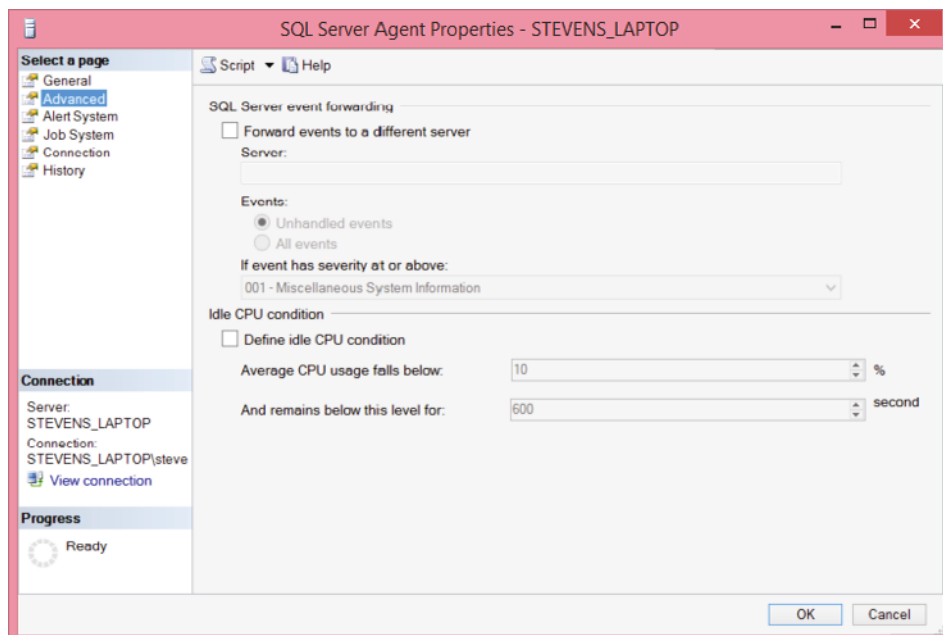 SQL Server Agent Properties - STEVENS_LAPTOP
Select a page
General
Advanced
Alert System
Job System
Connection
History
Script
Help
SQL Server event forwarding
Forward events to a different server
Server:
Events:
Unhandled events
All events
If event has severity at or above:
001 - Miscellaneous System Information
Idle CPU condition
Define idle CPU condition
Average CPU usage falls below:
10
%
And remains below this level for:
600
second
Connection
Server:
STEVENS_LAPTOP
Connection:
STEVENS_LAPTOP\steve
View connection
Progress
Ready
OK
Cancel